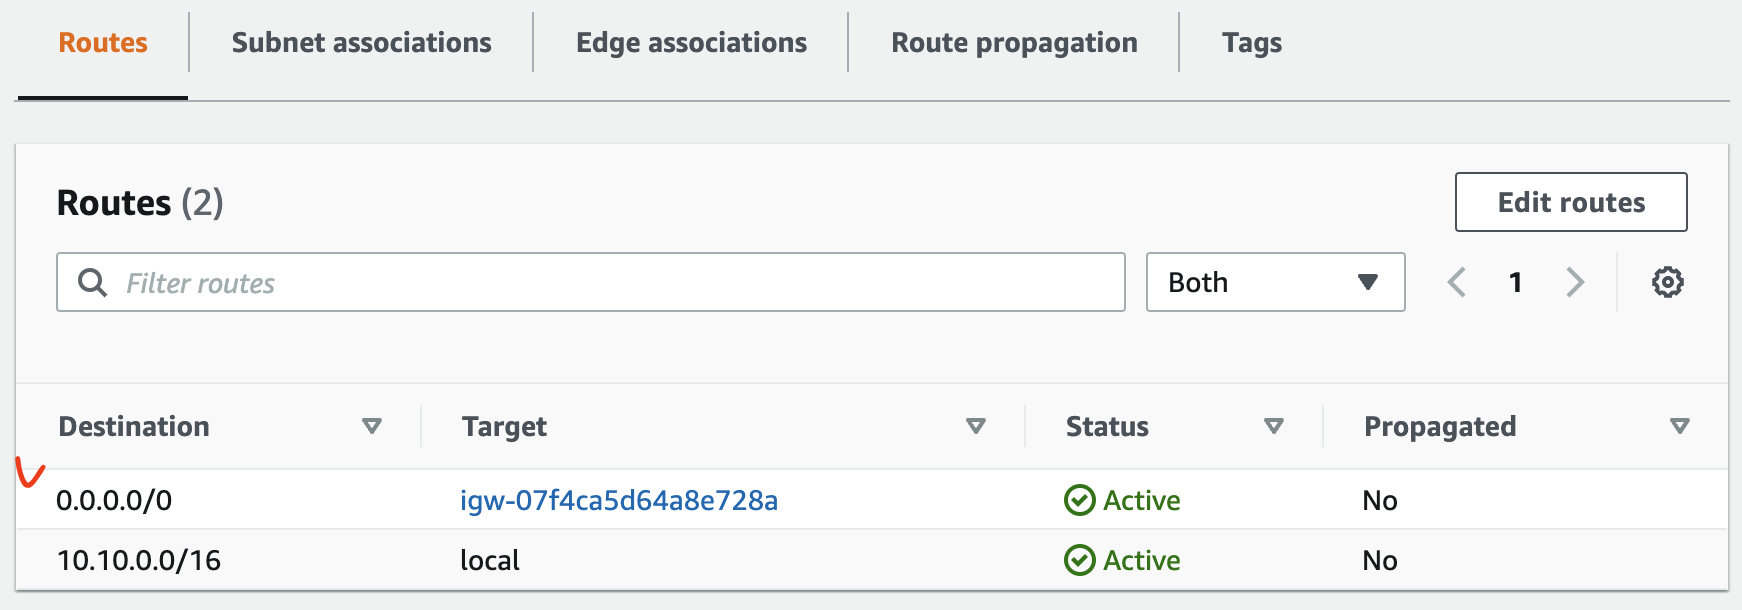 Routes Subnet associations Edge associations Route propagation Tags
Routes (2) Edit routes
Filter routes Both 1
Destination Target Status Propagated
0.0.0.0/0 igw-07f4ca5d64a8e728a Active No
10.10.0.0/16 local Active No